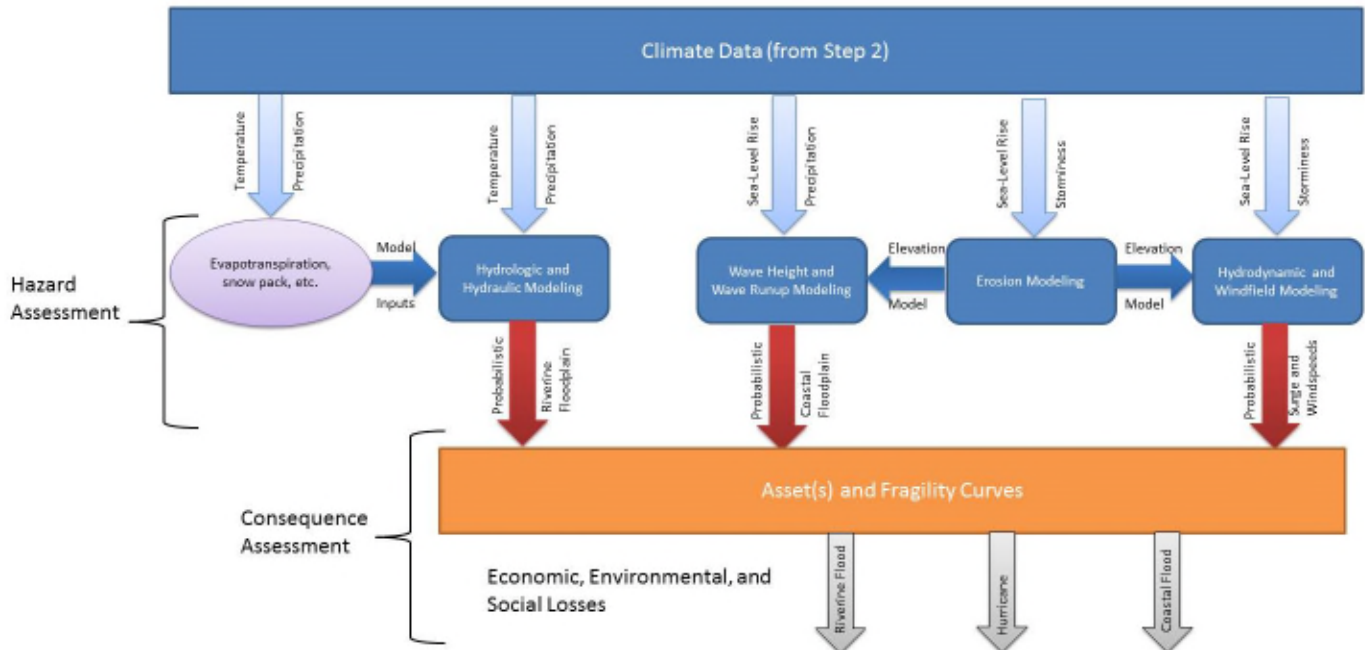 Climate Data (from Step 2)
Temperature
Precipitation
Temperature
Precipitation
Sea-Level Rise
Precipitation
Sea-Level Rise
Storminess
Sea-Level Rise
Storminess
Hazard
Assessment
Evapotranspiration,
snow pack, etc.
Model
Inputs
Hydrologic and
Hydraulic Modeling
Wave Height and
Wave Runup Modeling
Elevation
Model
Erosion Modeling
Elevation
Model
Hydrodynamic and
Windfield Modeling
Probabilistic
Riverine
Floodplain
Probabilistic
Coastal
Floodplain
Probabilistic
Surge and
Windspeeds
Consequence
Assessment
Asset(s) and Fragility Curves
Economic, Environmental, and
Social Losses
Riverine Flood
Hurricane
Coastal Flood